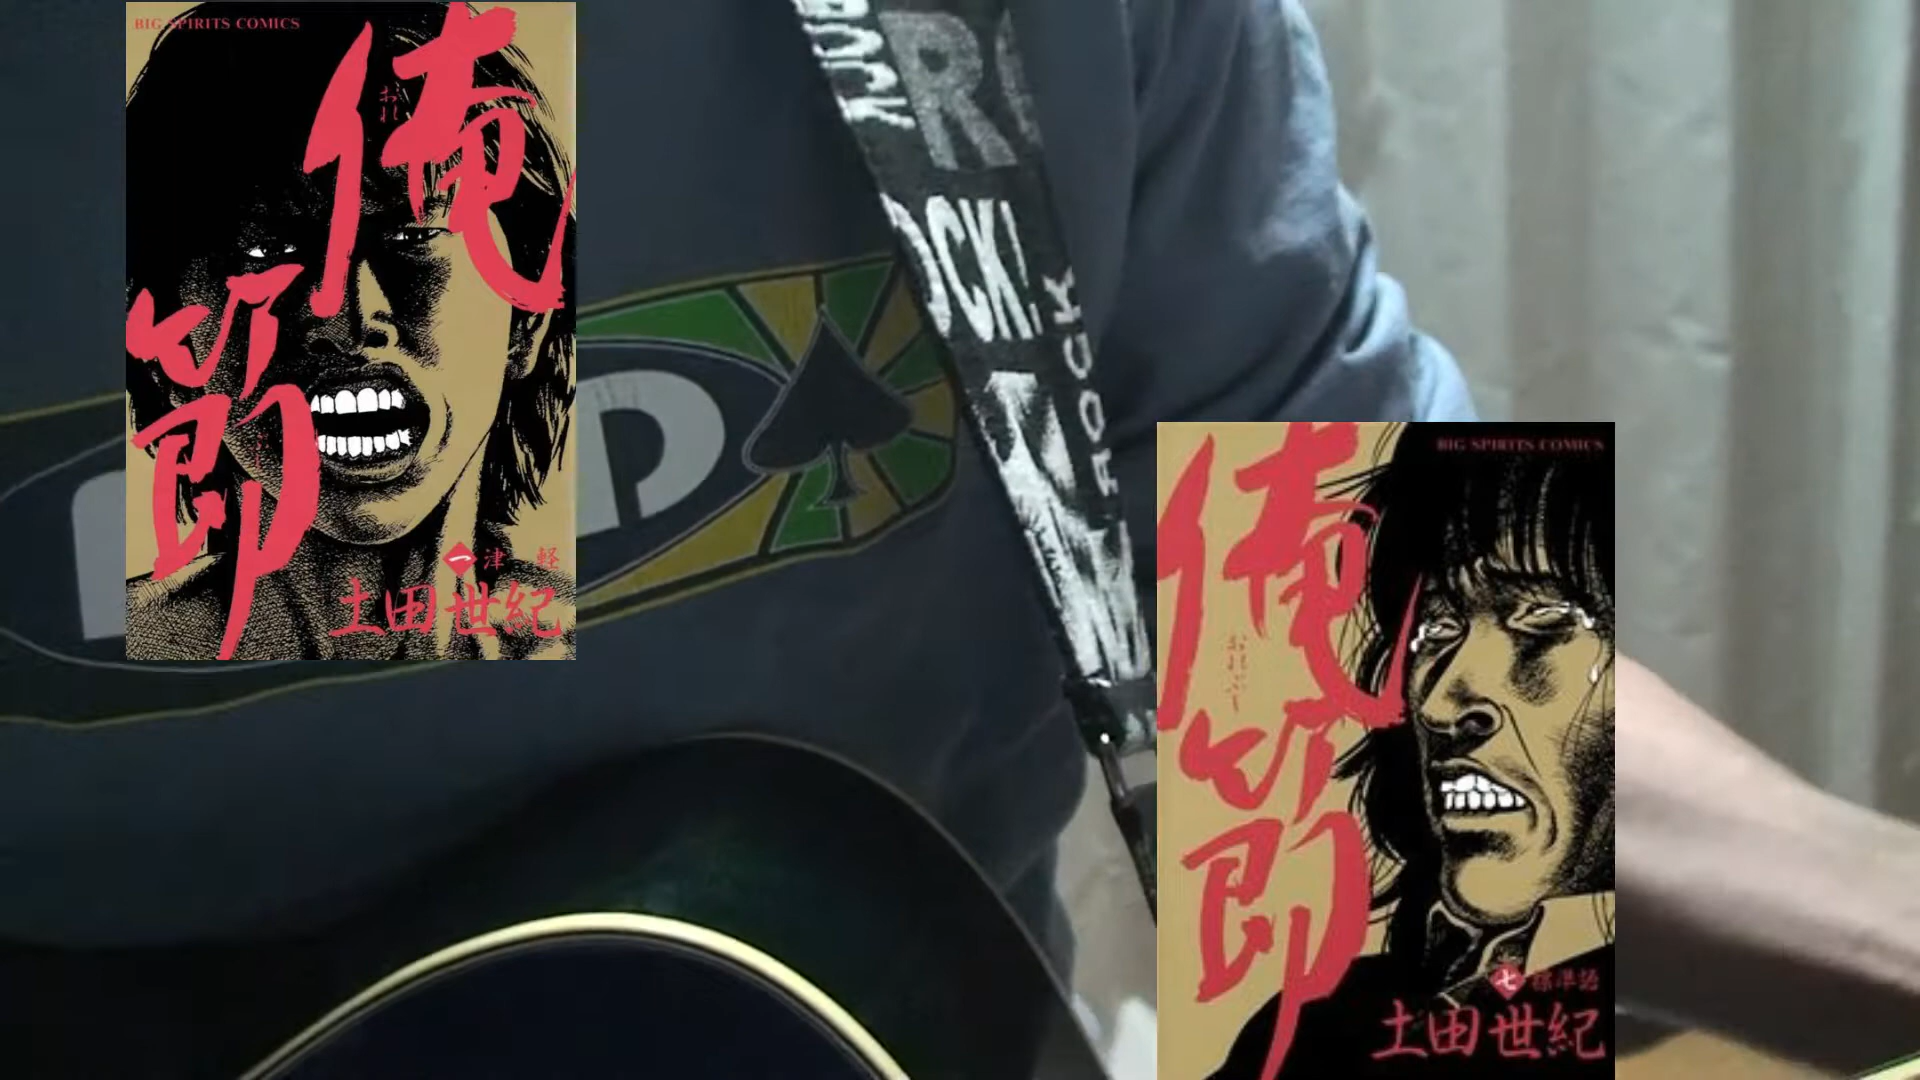 BIG SPIRITS COMICS
俺節
おれ
一 津軽
土田世紀
ROCK
OCK!
ROCK
BIG SPIRITS COMICS
俺節
おれぶし
七 標準語
土田世紀